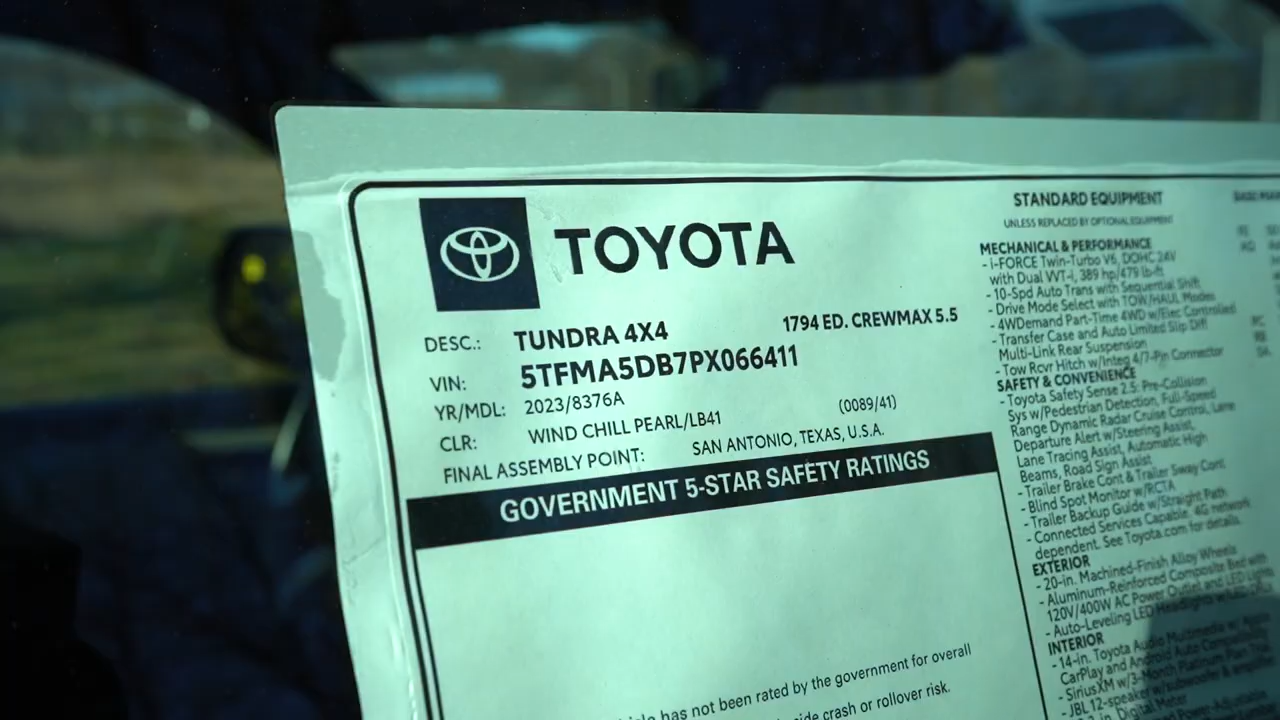 TOYOTA
DESC.: TUNDRA 4X4 1794 ED. CREWMAX 5.5
VIN: 5TFMA5DB7PX066411
YR/MDL: 2023/8376A
CLR: WIND CHILL PEARL/LB41 (0089/41)
FINAL ASSEMBLY POINT: SAN ANTONIO, TEXAS, U.S.A.
GOVERNMENT 5-STAR SAFETY RATINGS
has not been rated by the government for overall
crash or rollover risk.
STANDARD EQUIPMENT
UNLESS REPLACED BY OPTIONAL EQUIPMENT
MECHANICAL & PERFORMANCE
- i-FORCE Twin-Turbo V6, DOHC 24V
with Dual VVT-i, 389 hp/479 lb-ft
- 10-Spd Auto Trans with Sequential Shift
- Drive Mode Select with TOW/HAUL Modes
- 4WDemand Part-Time 4WD w/Elec Controlled
- Transfer Case and Auto Limited Slip Diff
Multi-Link Rear Suspension
- Tow Rcvr Hitch w/Integ 4/7-Pin Connector
SAFETY & CONVENIENCE
- Toyota Safety Sense 2.5: Pre-Collision
Sys w/Pedestrian Detection, Full-Speed
Range Dynamic Radar Cruise Control, Lane
Departure Alert w/Steering Assist,
Lane Tracing Assist, Automatic High
Beams, Road Sign Assist
- Trailer Brake Cont & Trailer Sway Cont
- Blind Spot Monitor w/RCTA
- Trailer Backup Guide w/Straight Path
- Connected Services Capable 4G network
dependent. See Toyota.com for details.
EXTERIOR
- 20-in. Machined-Finish Alloy Wheels
- Aluminum-Reinforced Composite Bed with
120V/400W AC Power Outlet and LED Lights
- Auto-Leveling LED Headlights
INTERIOR
- 14-in. Toyota Audio Multimedia
CarPlay and Android Auto Compatibility
- SiriusXM w/3-Month Platinum Plan Trial
- JBL 12-speaker w/subwoofer &
Digital Meter